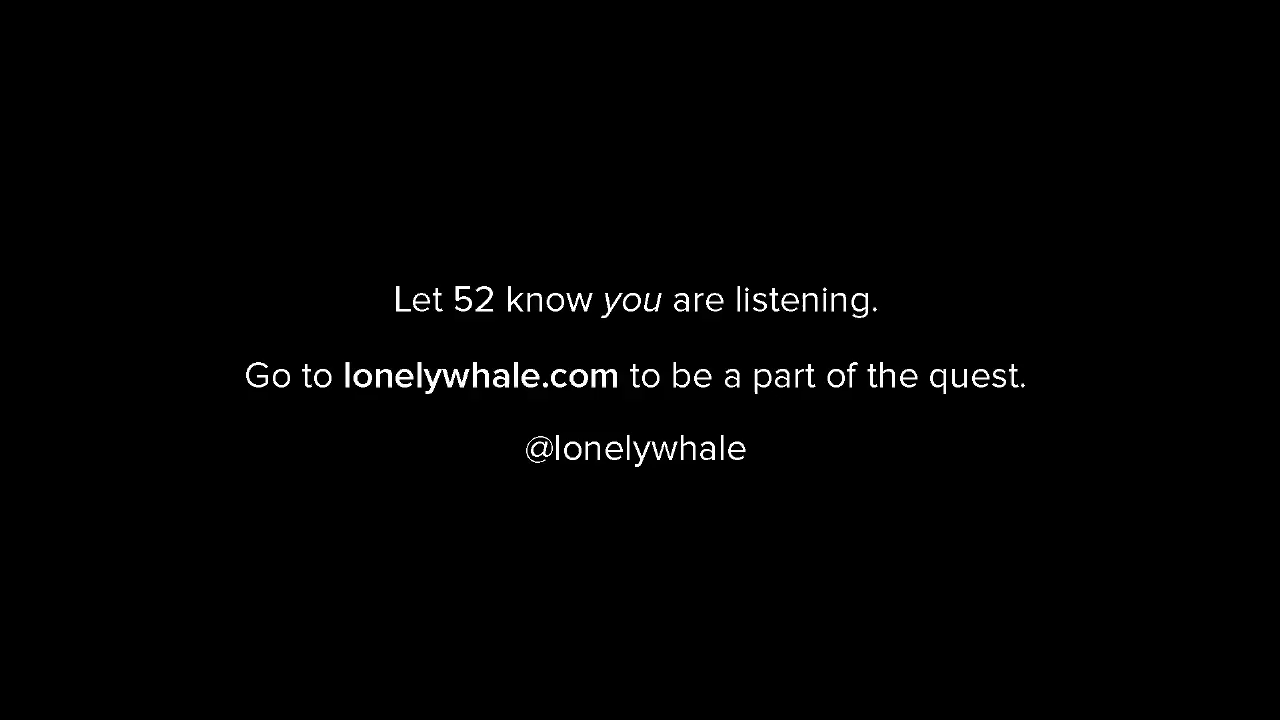 Let 52 know you are listening.
Go to lonelywhale.com to be a part of the quest.
@lonelywhale